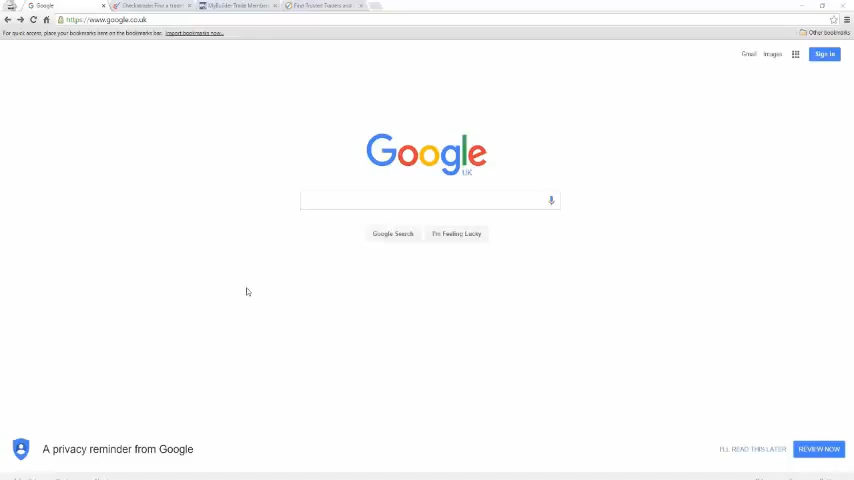 Google
Checkatrade: Find a trad
MyBuilder Trade Member
Find Trusted Traders and
https://www.google.co.uk
For quick access, place your bookmarks here on the bookmarks bar. Import bookmarks now...
Other bookmarks
Gmail Images Sign in
Google
UK
Google Search I'm Feeling Lucky
A privacy reminder from Google
I'LL READ THIS LATER REVIEW NOW